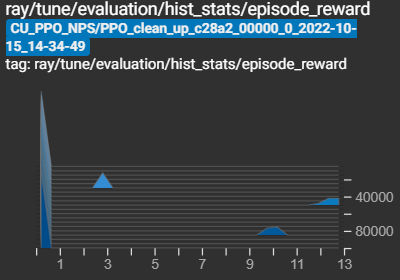 ray/tune/evaluation/hist_stats/episode_reward
CU_PPO_NPS/PPO_clean_up_c28a2_00000_0_2022-10-
15_14-34-49
tag: ray/tune/evaluation/hist_stats/episode_reward
40000
80000
1 3 5 7 9 11 13